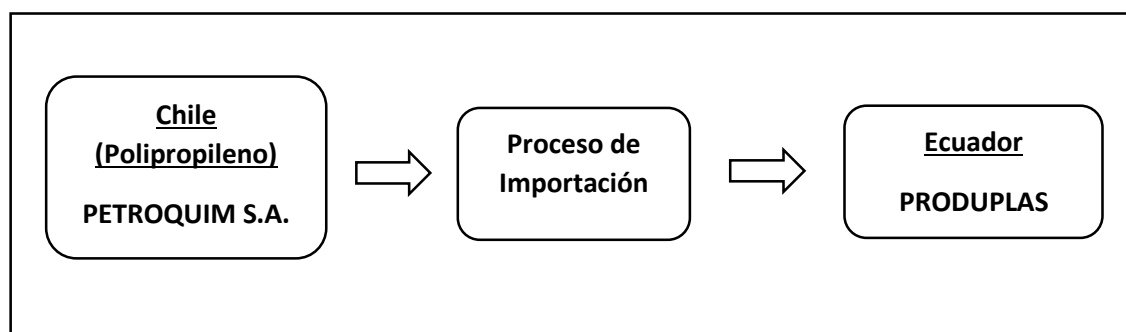 Chile
(Polipropileno)
PETROQUIM S.A.
Proceso de
Importación
Ecuador
PRODUPLAS